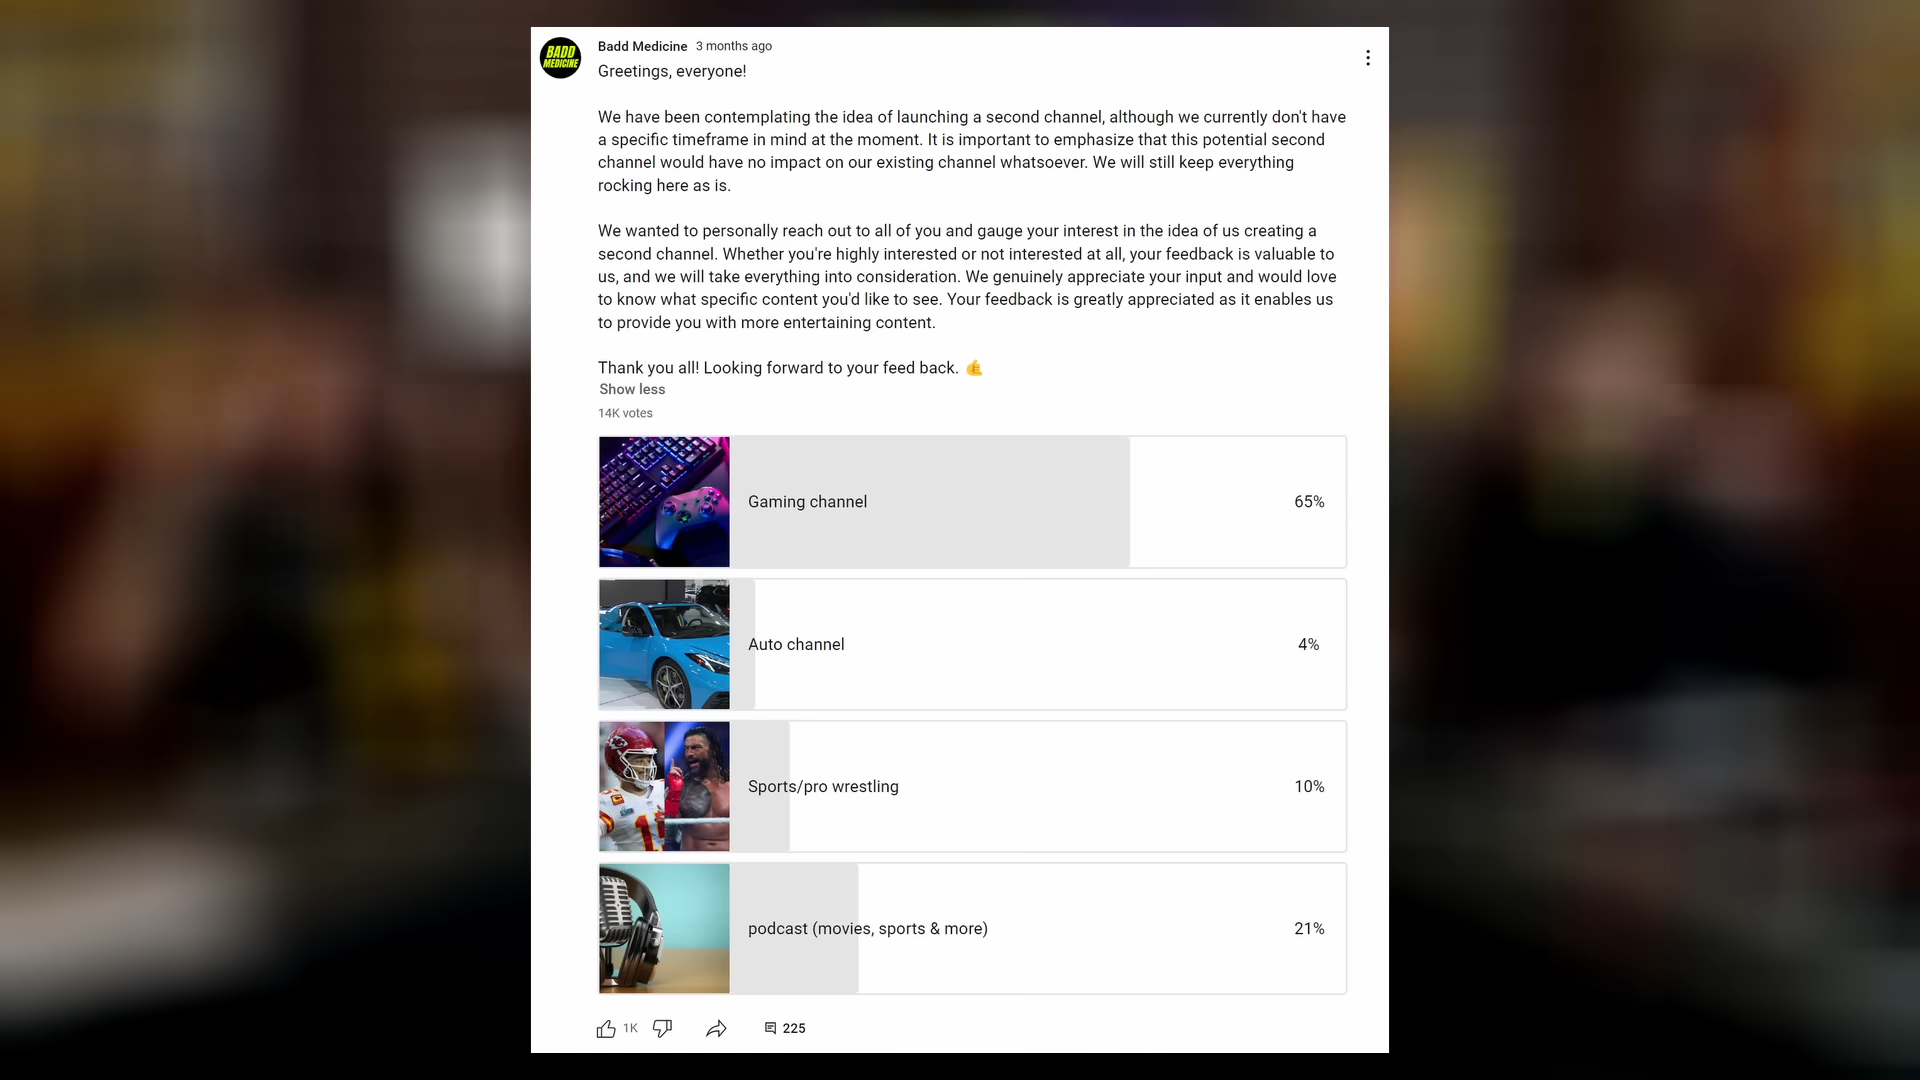 BADD
MEDICINE
Badd Medicine 3 months ago
Greetings, everyone!
We have been contemplating the idea of launching a second channel, although we currently don't have
a specific timeframe in mind at the moment. It is important to emphasize that this potential second
channel would have no impact on our existing channel whatsoever. We will still keep everything
rocking here as is.
We wanted to personally reach out to all of you and gauge your interest in the idea of us creating a
second channel. Whether you're highly interested or not interested at all, your feedback is valuable to
us, and we will take everything into consideration. We genuinely appreciate your input and would love
to know what specific content you'd like to see. Your feedback is greatly appreciated as it enables us
to provide you with more entertaining content.
Thank you all! Looking forward to your feed back. 🤙
Show less
14K votes
Gaming channel 65%
Auto channel 4%
Sports/pro wrestling 10%
podcast (movies, sports & more) 21%
1K 225